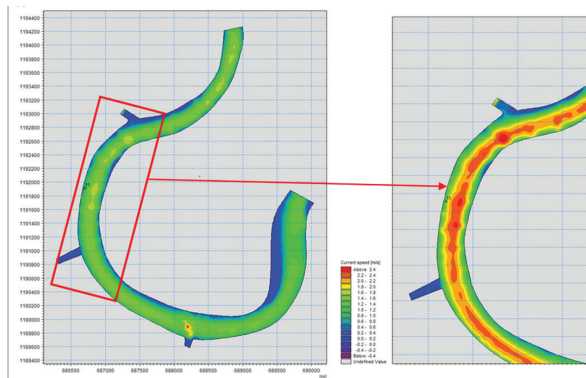 1194400
1194200
1194000
1193800
1193600
1193400
1193200
1193000
1192800
1192600
1192400
1192200
1192000
1191800
1191600
1191400
1191200
1191000
1190800
1190600
1190400
1190200
1190000
1189800
1189600
1189400
686500 687000 687500 688000 688500 689000 689500 690000
Current speed [m/s]
Above 2.4
2.2 - 2.4
2.0 - 2.2
1.8 - 2.0
1.6 - 1.8
1.4 - 1.6
1.2 - 1.4
1.0 - 1.2
0.8 - 1.0
0.6 - 0.8
0.4 - 0.6
0.2 - 0.4
0.0 - 0.2
-0.2 - 0.0
-0.4 - -0.2
Below -0.4
Undefined Value